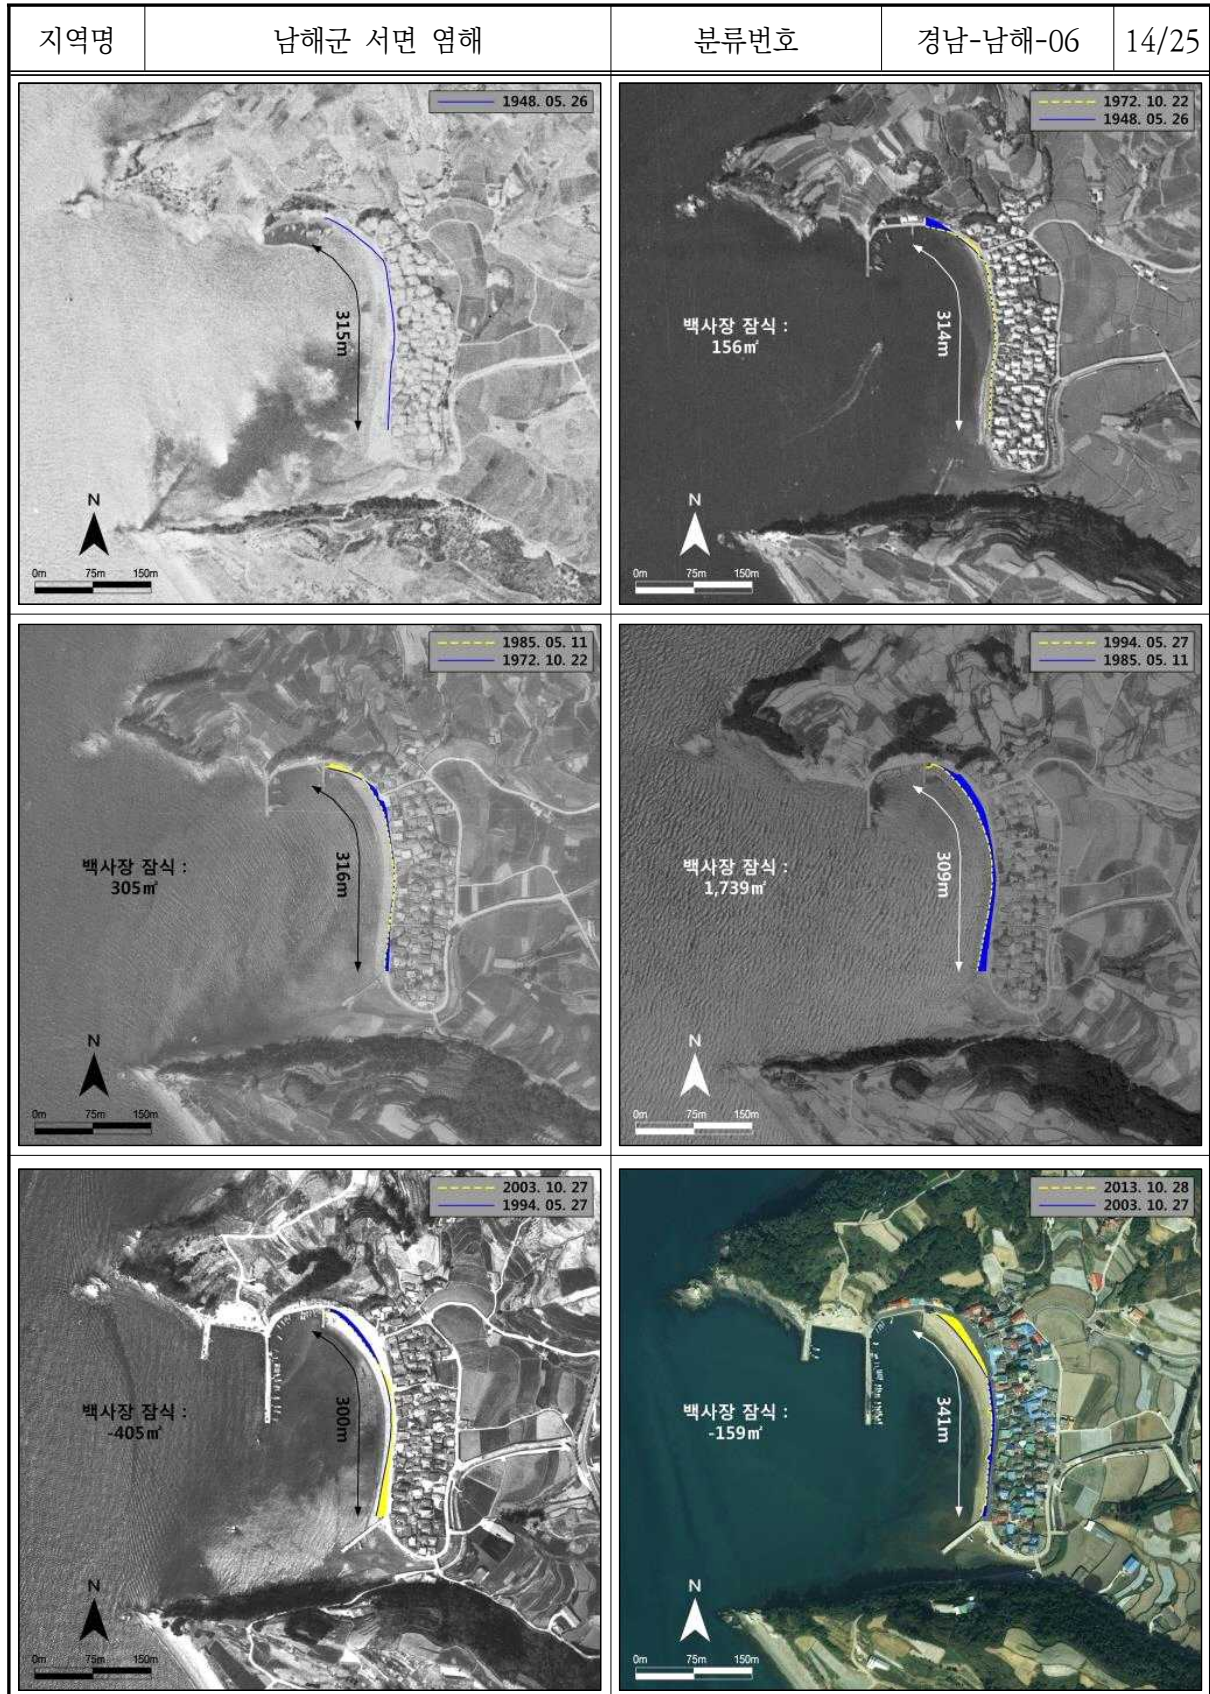 지역명 남해군 서면 염해 분류번호 경남-남해-06 14/25
1948. 05. 26
315m
N
0m 75m 150m
1972. 10. 22
1948. 05. 26
백사장 잠식 :
156㎡
314m
N
0m 75m 150m
1985. 05. 11
1972. 10. 22
백사장 잠식 :
305㎡
316m
N
0m 75m 150m
1994. 05. 27
1985. 05. 11
백사장 잠식 :
1,739㎡
309m
N
0m 75m 150m
2003. 10. 27
1994. 05. 27
백사장 잠식 :
-405㎡
300m
N
0m 75m 150m
2013. 10. 28
2003. 10. 27
백사장 잠식 :
-159㎡
341m
N
0m 75m 150m